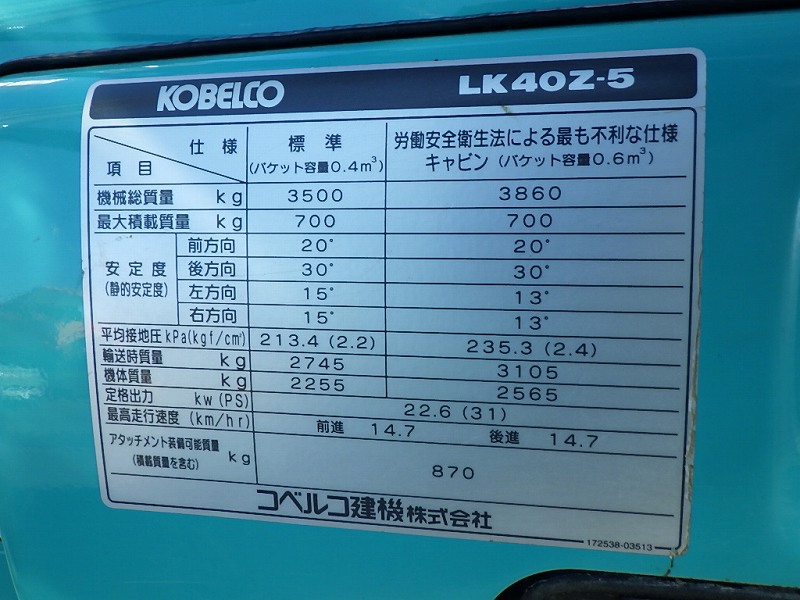 KOBELCO LK40Z-5
仕様 標準 労働安全衛生法による最も不利な仕様
項目 (バケット容量0.4m³) キャビン (バケット容量0.6m³)
機械総質量 kg 3500 3860
最大積載質量 kg 700 700
安定度 (静的安定度) 前方向 20° 20°
後方向 30° 30°
左方向 15° 13°
右方向 15° 13°
平均接地圧 kPa(kgf/cm²) 213.4 (2.2) 235.3 (2.4)
輸送時質量 kg 2745 3105
機体質量 kg 2255 2565
定格出力 kw (PS) 22.6 (31)
最高走行速度 (km/hr) 前進 14.7 後進 14.7
アタッチメント装備可能質量 (積載質量を含む) kg 870
コベルコ建機株式会社
172538-03513